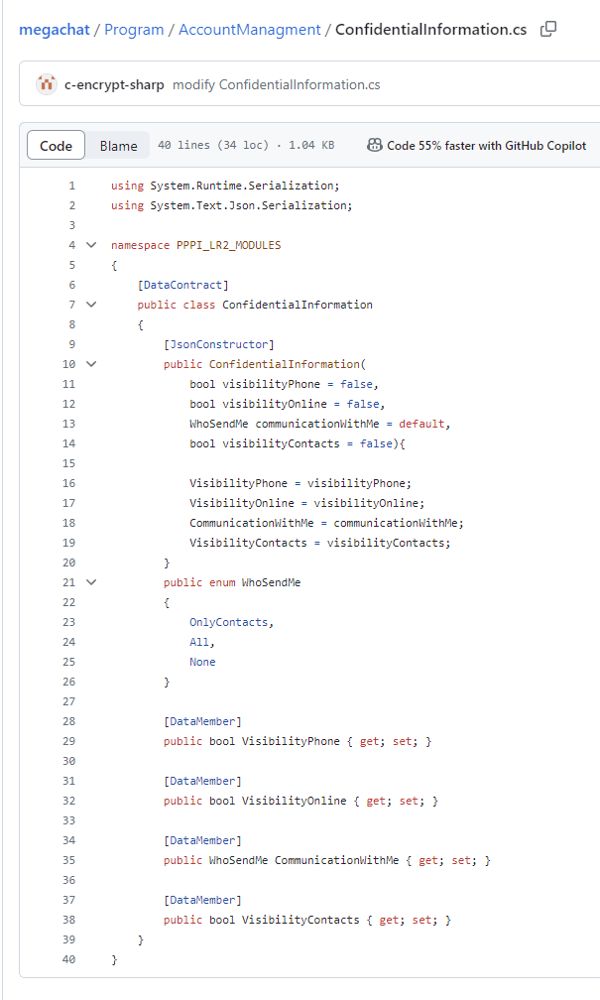 megachat / Program / AccountManagment / ConfidentialInformation.cs
c-encrypt-sharp modify ConfidentialInformation.cs
Code Blame 40 lines (34 loc) · 1.04 KB Code 55% faster with GitHub Copilot
1 using System.Runtime.Serialization;
2 using System.Text.Json.Serialization;
3
4 namespace PPPI_LR2_MODULES
5 {
6 [DataContract]
7 public class ConfidentialInformation
8 {
9 [JsonConstructor]
10 public ConfidentialInformation(
11 bool visibilityPhone = false,
12 bool visibilityOnline = false,
13 WhoSendMe communicationWithMe = default,
14 bool visibilityContacts = false){
15
16 VisibilityPhone = visibilityPhone;
17 VisibilityOnline = visibilityOnline;
18 CommunicationWithMe = communicationWithMe;
19 VisibilityContacts = visibilityContacts;
20 }
21 public enum WhoSendMe
22 {
23 OnlyContacts,
24 All,
25 None
26 }
27
28 [DataMember]
29 public bool VisibilityPhone { get; set; }
30
31 [DataMember]
32 public bool VisibilityOnline { get; set; }
33
34 [DataMember]
35 public WhoSendMe CommunicationWithMe { get; set; }
36
37 [DataMember]
38 public bool VisibilityContacts { get; set; }
39 }
40 }